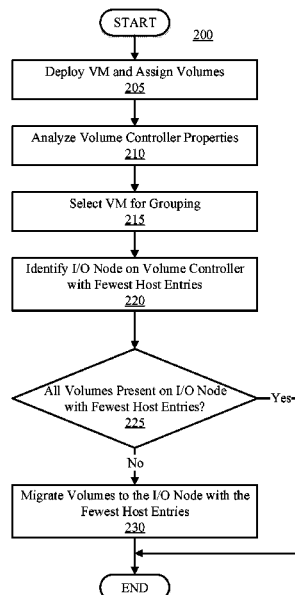 START
200
Deploy VM and Assign Volumes
205
Analyze Volume Controller Properties
210
Select VM for Grouping
215
Identify I/O Node on Volume Controller
with Fewest Host Entries
220
All Volumes Present on I/O Node
with Fewest Host Entries?
225
Yes
No
Migrate Volumes to the I/O Node with the
Fewest Host Entries
230
END